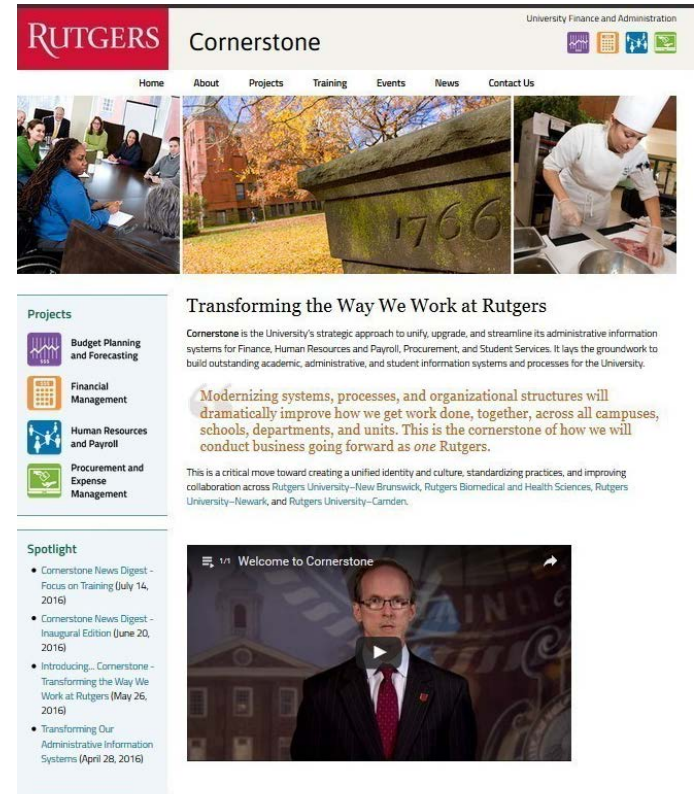 University Finance and Administration
RUTGERS
Cornerstone
Home About Projects Training Events News Contact Us
1766
Projects
Budget Planning
and Forecasting
Financial
Management
Human Resources
and Payroll
Procurement and
Expense
Management
Spotlight
• Cornerstone News Digest -
Focus on Training (July 14,
2016)
• Cornerstone News Digest -
Inaugural Edition (June 20,
2016)
• Introducing... Cornerstone -
Transforming the Way We
Work at Rutgers (May 26,
2016)
• Transforming Our
Administrative Information
Systems (April 28, 2016)
Transforming the Way We Work at Rutgers
Cornerstone is the University's strategic approach to unify, upgrade, and streamline its administrative information
systems for Finance, Human Resources and Payroll, Procurement, and Student Services. It lays the groundwork to
build outstanding academic, administrative, and student information systems and processes for the University.
Modernizing systems, processes, and organizational structures will
dramatically improve how we get work done, together, across all campuses,
schools, departments, and units. This is the cornerstone of how we will
conduct business going forward as one Rutgers.
This is a critical move toward creating a unified identity and culture, standardizing practices, and improving
collaboration across Rutgers University–New Brunswick, Rutgers Biomedical and Health Sciences, Rutgers
University–Newark, and Rutgers University–Camden.
1/1 Welcome to Cornerstone